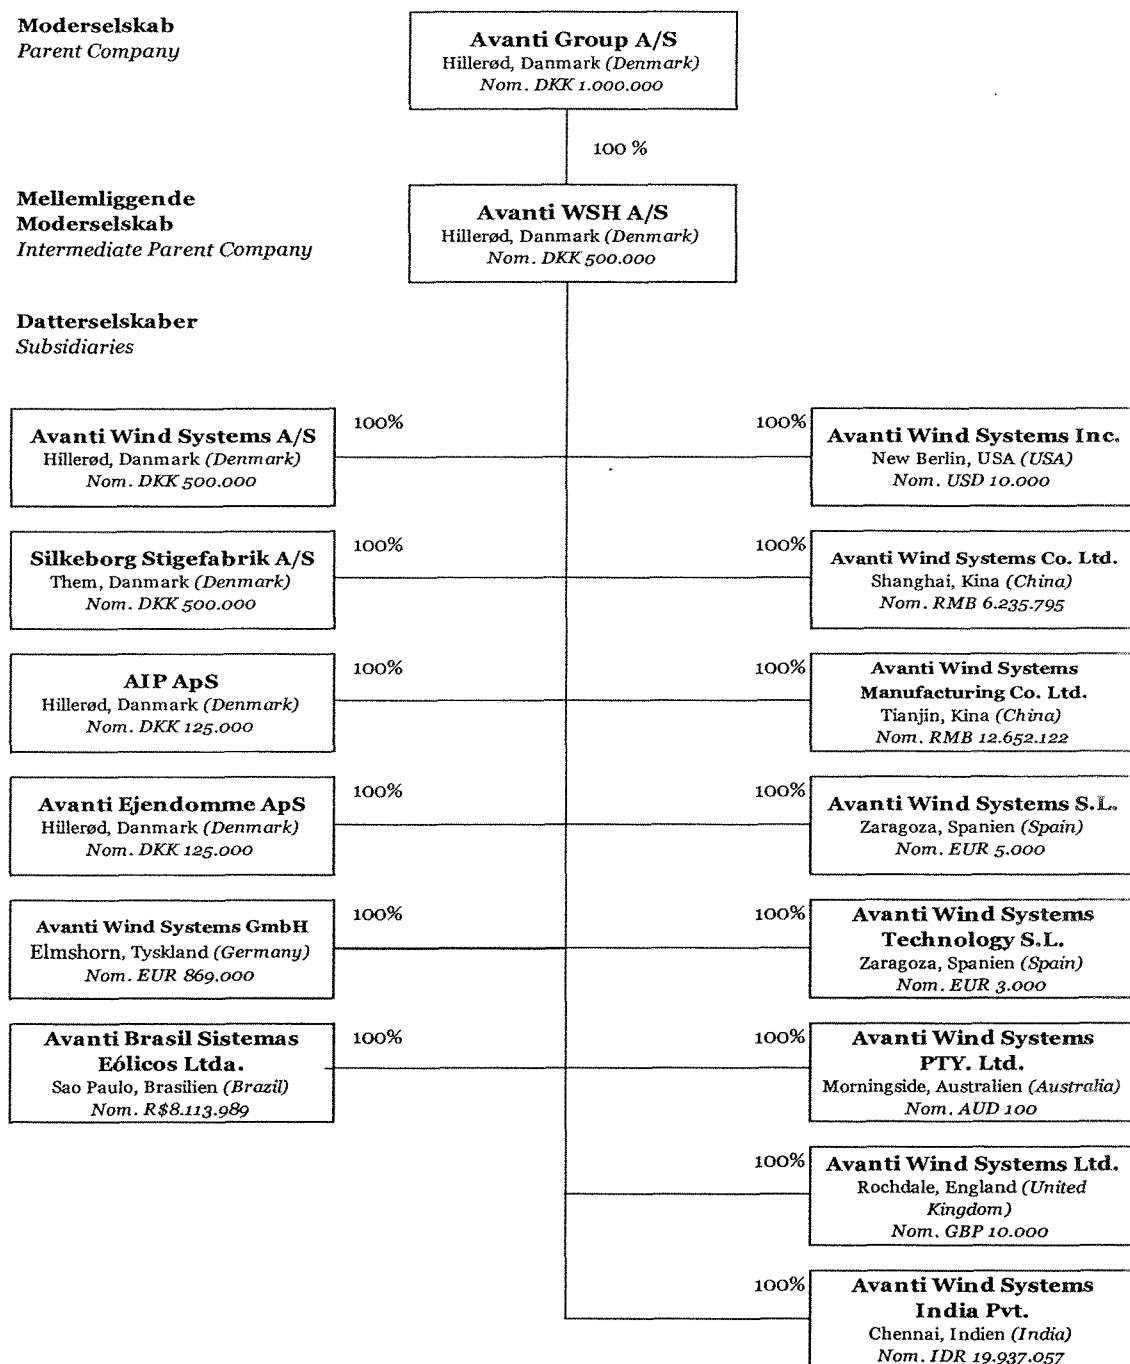 Moderselskab
Parent Company
Avanti Group A/S
Hillerød, Danmark (Denmark)
Nom. DKK 1.000.000
100 %
Mellemliggende
Moderselskab
Intermediate Parent Company
Avanti WSH A/S
Hillerød, Danmark (Denmark)
Nom. DKK 500.000
Datterselskaber
Subsidiaries
Avanti Wind Systems A/S
Hillerød, Danmark (Denmark)
Nom. DKK 500.000
100%
100%
Avanti Wind Systems Inc.
New Berlin, USA (USA)
Nom. USD 10.000
Silkeborg Stigefabrik A/S
Them, Danmark (Denmark)
Nom. DKK 500.000
100%
100%
Avanti Wind Systems Co. Ltd.
Shanghai, Kina (China)
Nom. RMB 6.235.795
AIP ApS
Hillerød, Danmark (Denmark)
Nom. DKK 125.000
100%
100%
Avanti Wind Systems
Manufacturing Co. Ltd.
Tianjin, Kina (China)
Nom. RMB 12.652.122
Avanti Ejendomme ApS
Hillerød, Danmark (Denmark)
Nom. DKK 125.000
100%
100%
Avanti Wind Systems S.L.
Zaragoza, Spanien (Spain)
Nom. EUR 5.000
Avanti Wind Systems GmbH
Elmshorn, Tyskland (Germany)
Nom. EUR 869.000
100%
100%
Avanti Wind Systems
Technology S.L.
Zaragoza, Spanien (Spain)
Nom. EUR 3.000
Avanti Brasil Sistemas
Eólicos Ltda.
Sao Paulo, Brasilien (Brazil)
Nom. R$8.113.989
100%
100%
Avanti Wind Systems
PTY. Ltd.
Morningside, Australien (Australia)
Nom. AUD 100
100%
Avanti Wind Systems Ltd.
Rochdale, England (United
Kingdom)
Nom. GBP 10.000
100%
Avanti Wind Systems
India Pvt.
Chennai, Indien (India)
Nom. IDR 19.937.057